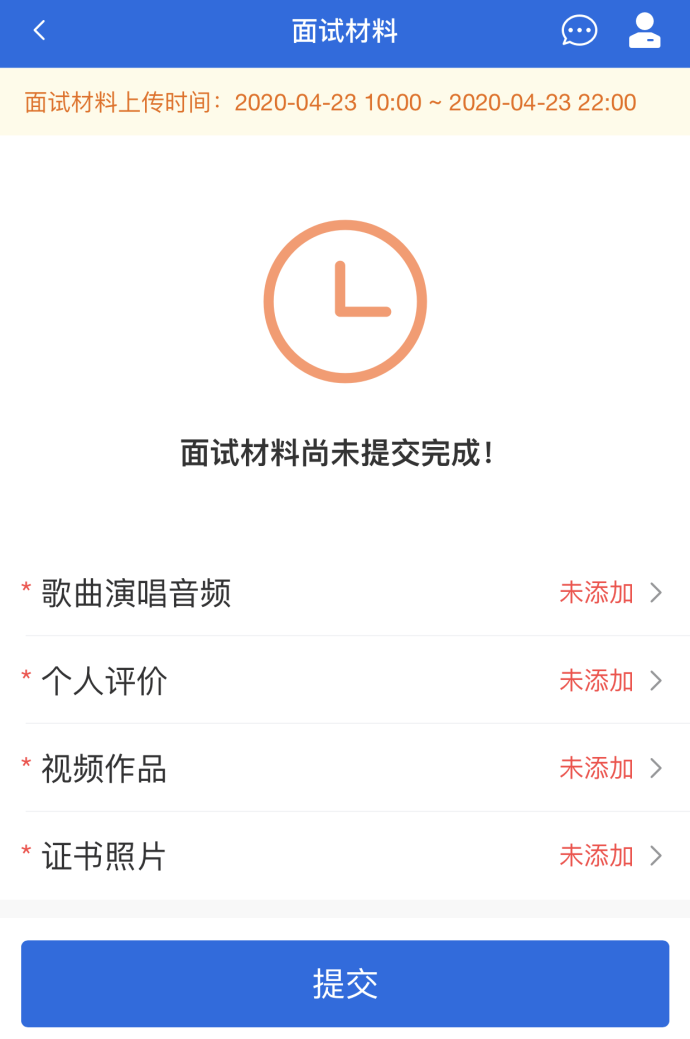 面试材料
面试材料上传时间：2020-04-23 10:00 ~ 2020-04-23 22:00
面试材料尚未提交完成！
* 歌曲演唱音频 未添加
* 个人评价 未添加
* 视频作品 未添加
* 证书照片 未添加
提交